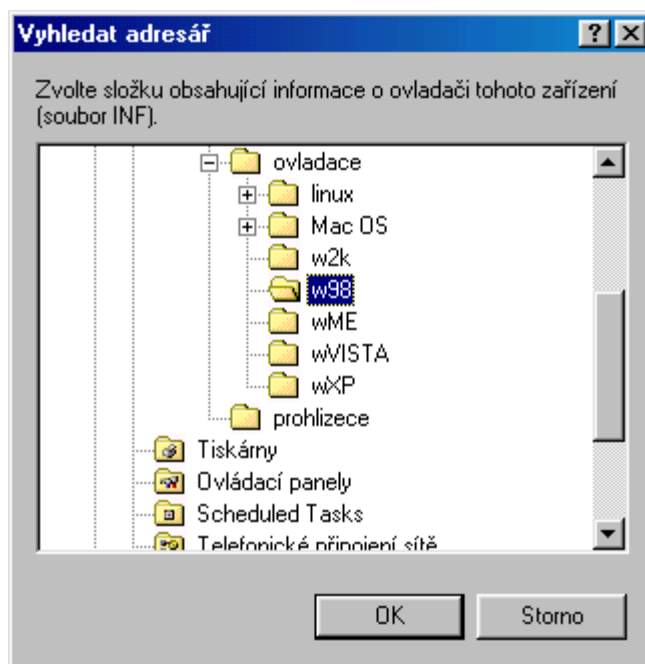 Vyhledat adresář
Zvolte složku obsahující informace o ovladači tohoto zařízení
(soubor INF).
ovladace
linux
Mac OS
w2k
w98
wME
wVISTA
wXP
prohlizece
Tiskárny
Ovládací panely
Scheduled Tasks
Telefonické připojení sítě
OK
Storno